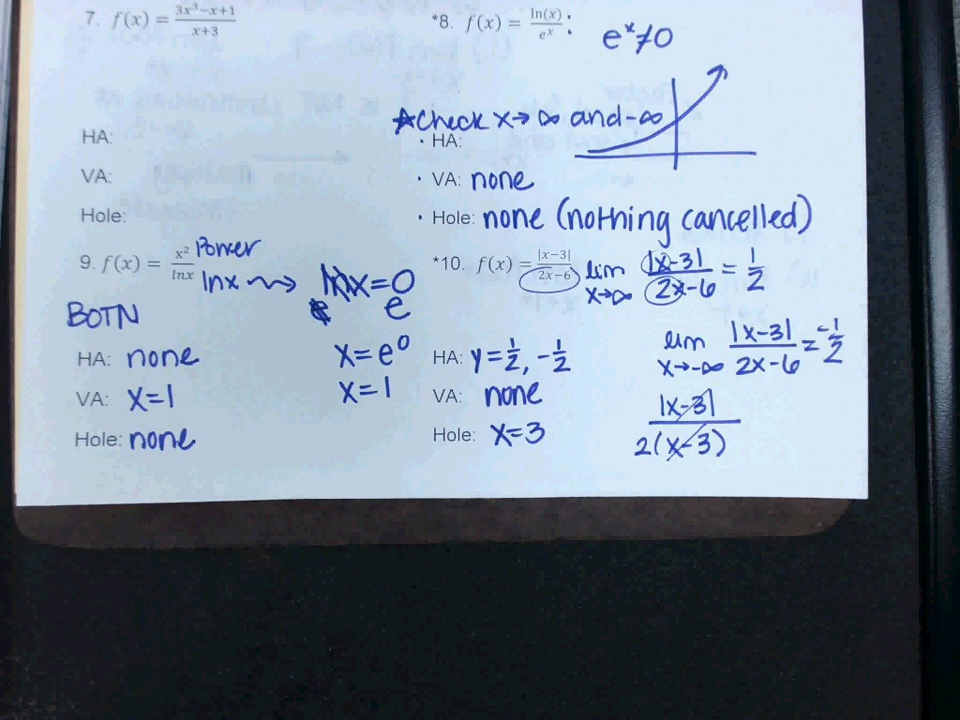 7. f(x) = 3x³−x+1 / x+3
*8. f(x) = ln(x) / eˣ :
eˣ≠0
HA:
VA:
Hole:
☆Check x→∞ and -∞
• HA:
• VA: none
• Hole: none (nothing cancelled)
9. f(x) = x² / lnx
Power
lnx
lnx=0
e
BOTN
x=e⁰
x=1
HA: none
VA: x=1
Hole: none
*10. f(x) = |x−3| / 2x−6
lim x→∞ |x-3| / 2x-6 = 1/2
lim x→-∞ |x-3| / 2x-6 = -1/2
HA: y=1/2, -1/2
VA: none
Hole: x=3
|x-3| / 2(x-3)